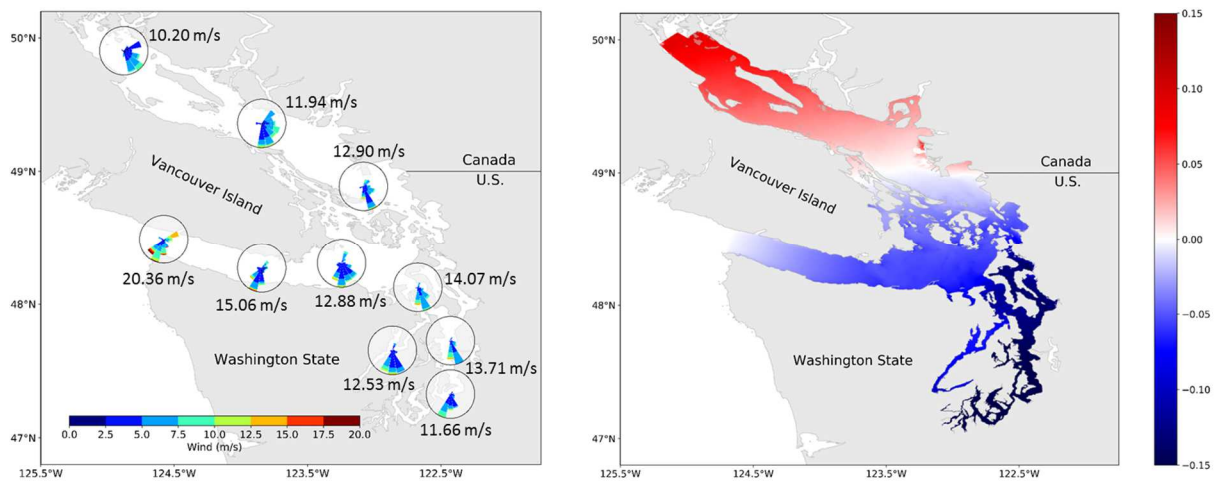 50°N
10.20 m/s
11.94 m/s
12.90 m/s
Canada
U.S.
49°N
Vancouver Island
20.36 m/s
15.06 m/s
12.88 m/s
14.07 m/s
48°N
Washington State
12.53 m/s
13.71 m/s
11.66 m/s
0.0 2.5 5.0 7.5 10.0 12.5 15.0 17.5 20.0
Wind (m/s)
47°N
125.5°W 124.5°W 123.5°W 122.5°W
50°N
Canada
U.S.
49°N
Vancouver Island
48°N
Washington State
47°N
125.5°W 124.5°W 123.5°W 122.5°W
0.15
0.10
0.05
0.00
−0.05
−0.10
−0.15